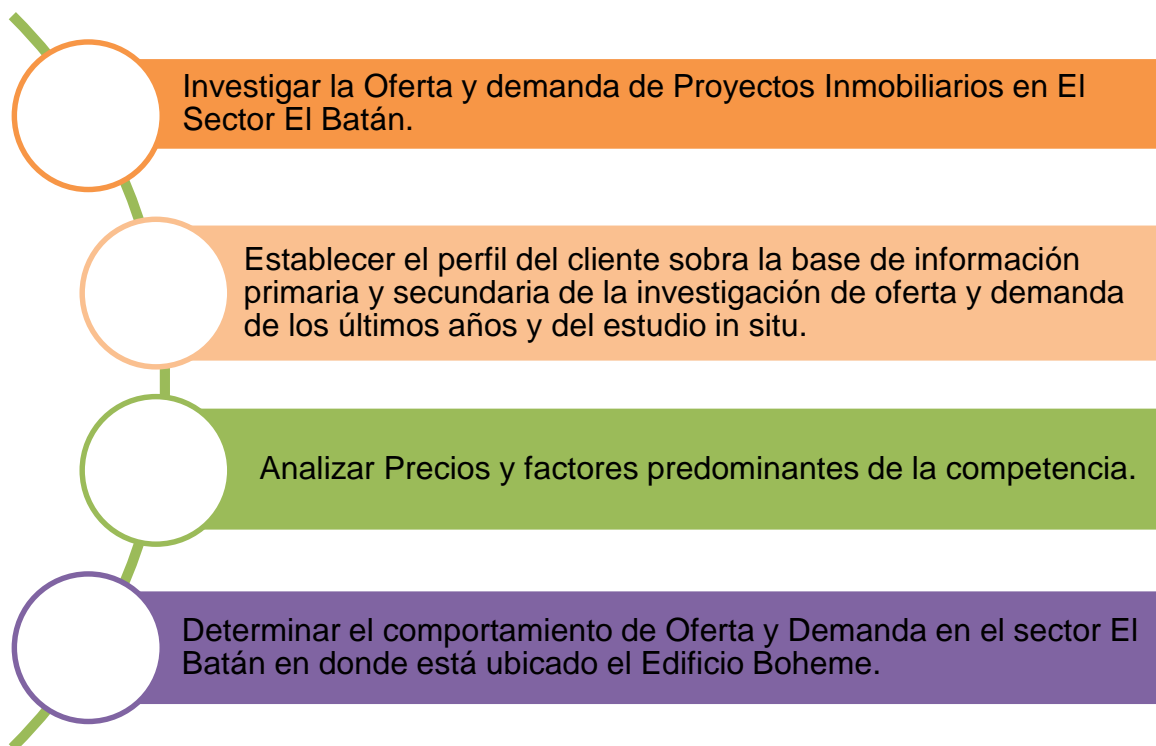 Investigar la Oferta y demanda de Proyectos Inmobiliarios en El
Sector El Batán.
Establecer el perfil del cliente sobra la base de información
primaria y secundaria de la investigación de oferta y demanda
de los últimos años y del estudio in situ.
Analizar Precios y factores predominantes de la competencia.
Determinar el comportamiento de Oferta y Demanda en el sector El
Batán en donde está ubicado el Edificio Boheme.